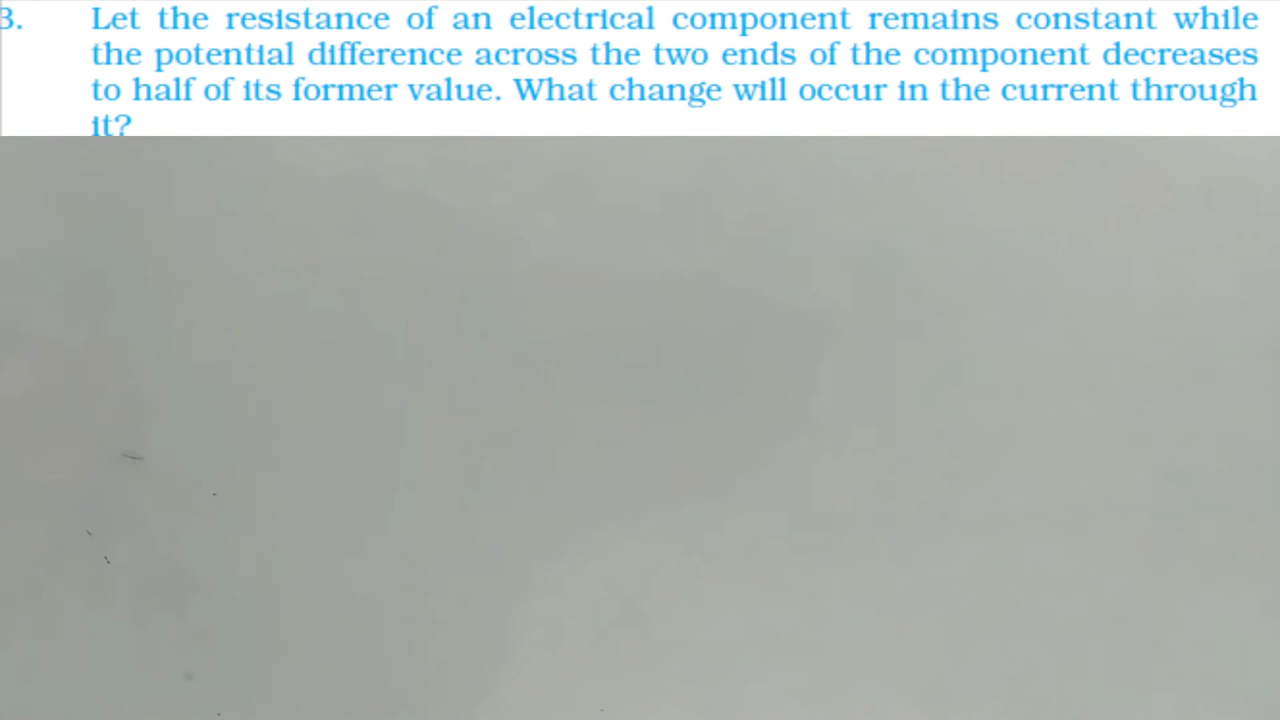 3. Let the resistance of an electrical component remains constant while
the potential difference across the two ends of the component decreases
to half of its former value. What change will occur in the current through
it?